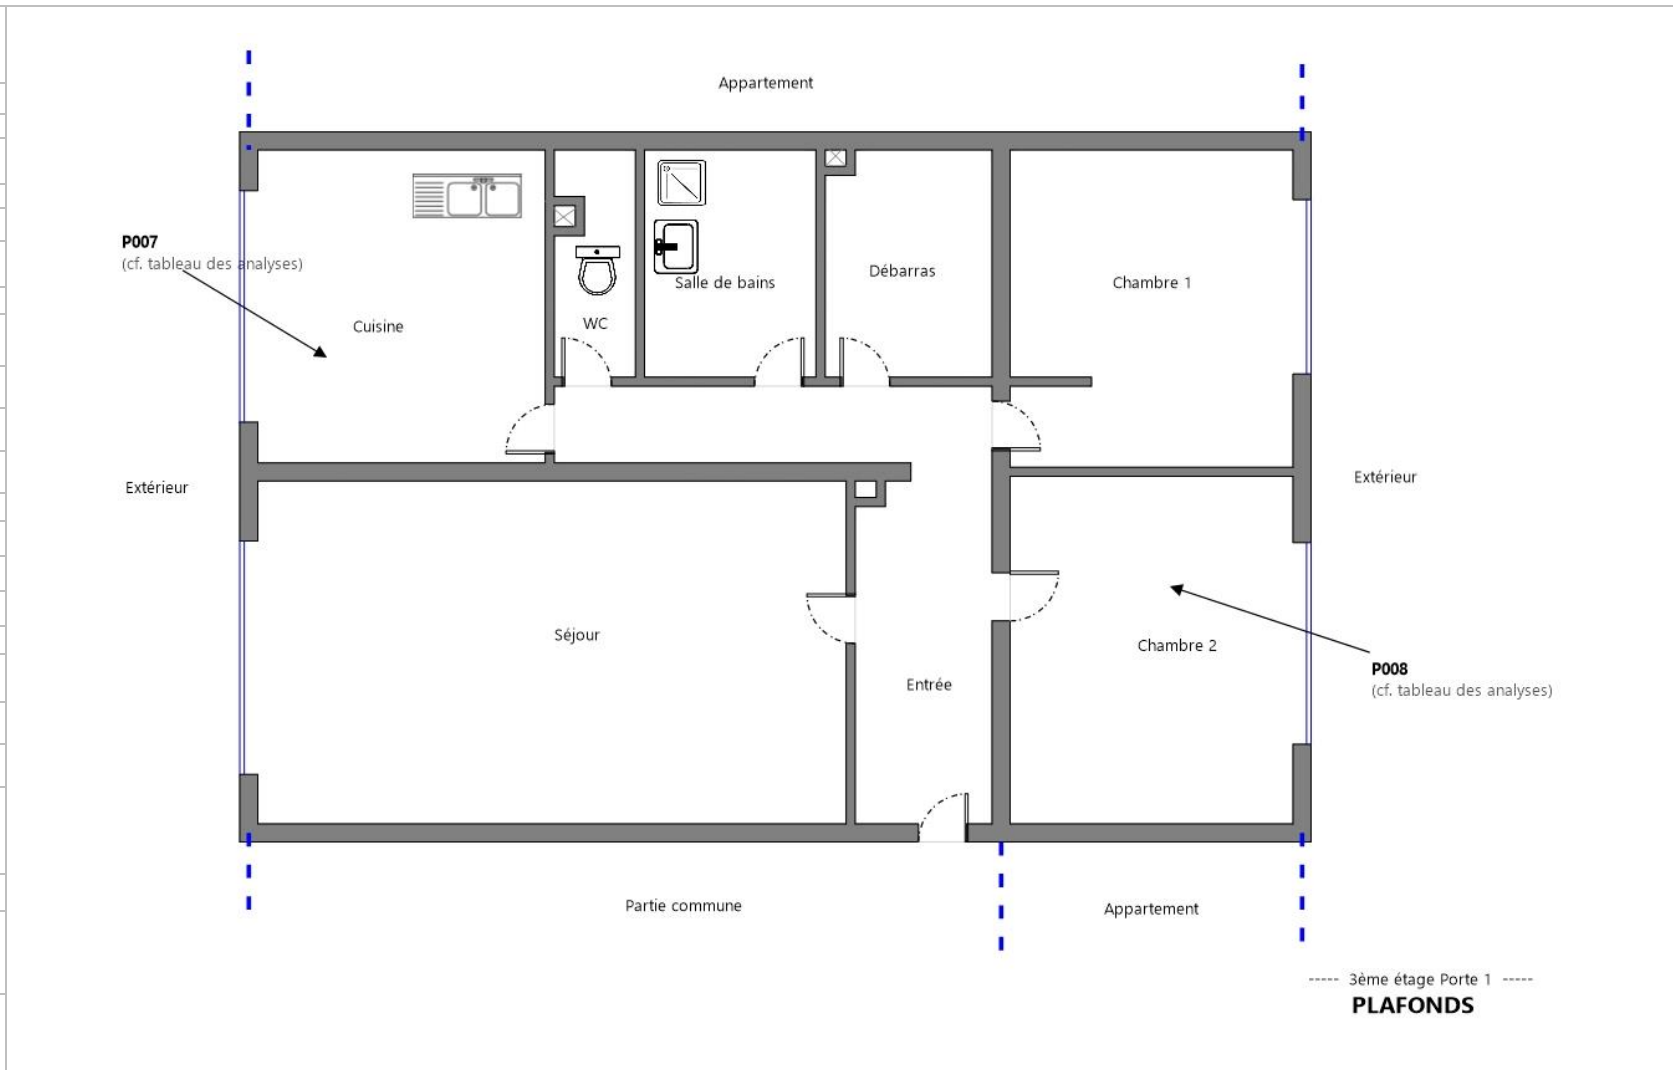 Appartement
P007
(cf. tableau des analyses)
Cuisine
WC
Salle de bains
Débarras
Chambre 1
Extérieur
Extérieur
Séjour
Entrée
Chambre 2
P008
(cf. tableau des analyses)
Partie commune
Appartement
----- 3ème étage Porte 1 -----
PLAFONDS